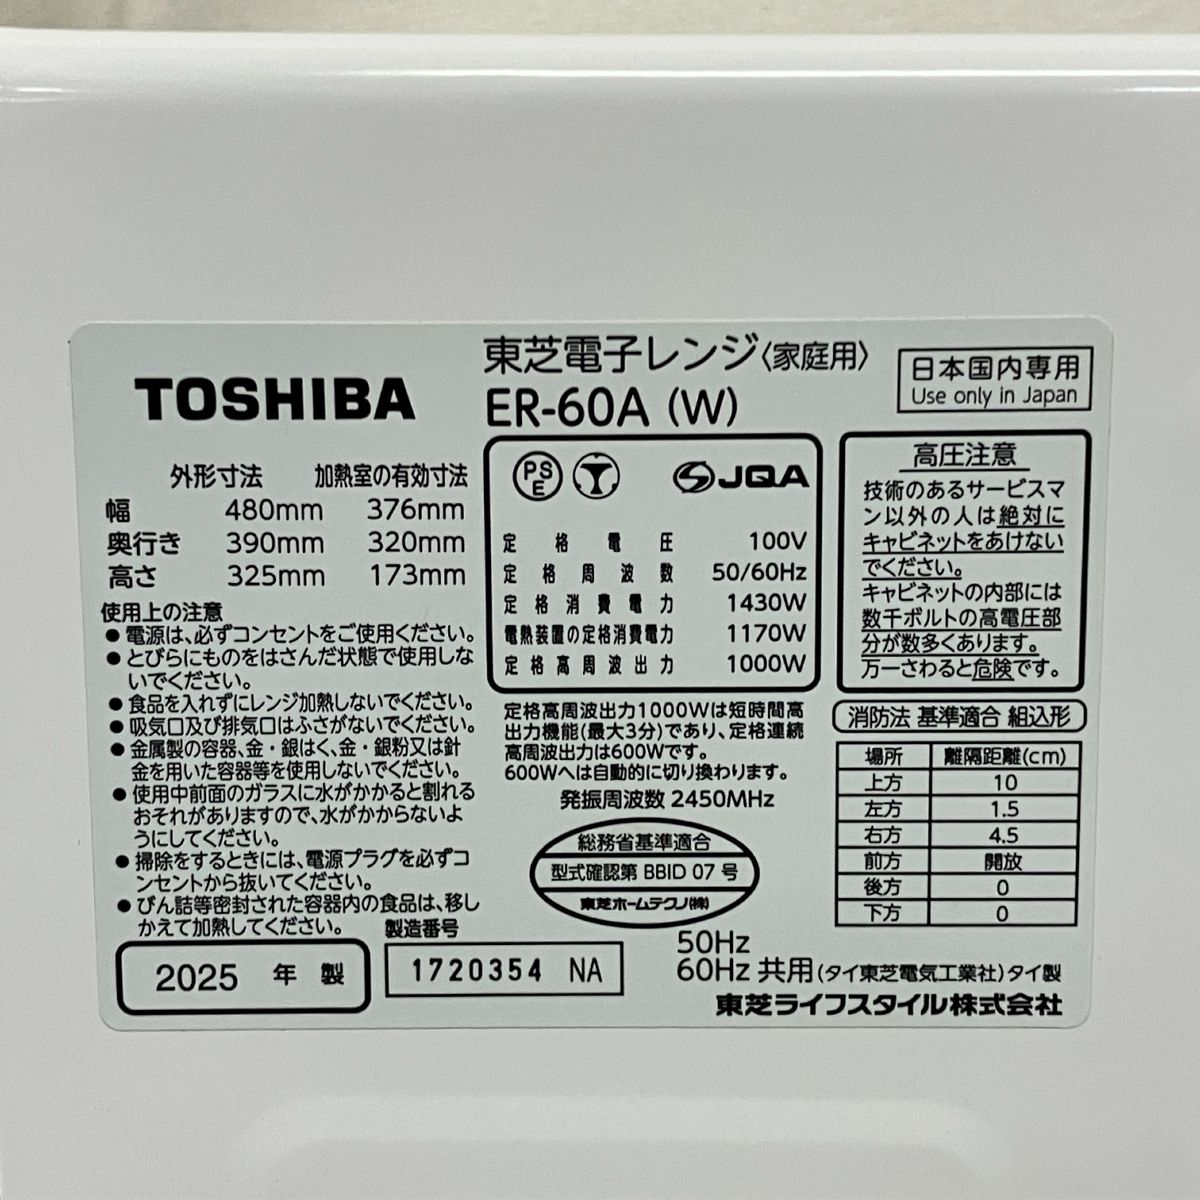 TOSHIBA
東芝電子レンジ〈家庭用〉
ER-60A (W)
日本国内専用
Use only in Japan
外形寸法 加熱室の有効寸法
幅 480mm 376mm
奥行き 390mm 320mm
高さ 325mm 173mm
使用上の注意
●電源は、必ずコンセントをご使用ください。
●とびらにものをはさんだ状態で使用しな
いでください。
●食品を入れずにレンジ加熱しないでください。
●吸気口及び排気口はふさがないでください。
●金属製の容器、金・銀はく、金・銀粉又は針
金を用いた容器等を使用しないでください。
●使用中前面のガラスに水がかかると割れる
おそれがありますので、水がかからないよ
うにしてください。
●掃除をするときには、電源プラグを必ずコ
ンセントから抜いてください。
●びん詰等密封された容器内の食品は、移し
かえて加熱してください。
2025 年 製
製造番号
1720354 NA
PSE JQA
定格電圧 100V
定格周波数 50/60Hz
定格消費電力 1430W
電熱装置の定格消費電力 1170W
定格高周波出力 1000W
定格高周波出力1000Wは短時間高
出力機能(最大3分)であり、定格連続
高周波出力は600Wです。
600Wへは自動的に切り換わります。
発振周波数 2450MHz
総務省基準適合
型式確認第 BBID 07 号
東芝ホームテクノ(株)
高圧注意
技術のあるサービスマ
ン以外の人は絶対に
キャビネットをあけない
でください。
キャビネットの内部には
数千ボルトの高電圧部
分が数多くあります。
万一さわると危険です。
消防法 基準適合 組込形
場所 離隔距離(cm)
上方 10
左方 1.5
右方 4.5
前方 開放
後方 0
下方 0
50Hz
60Hz 共用 (タイ東芝電気工業社) タイ製
東芝ライフスタイル株式会社